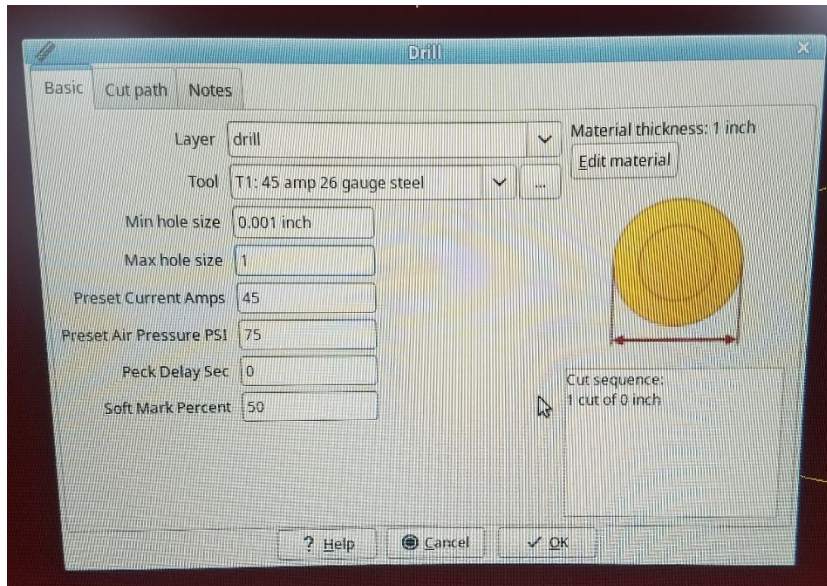 Drill
Basic Cut path Notes
Layer drill
Material thickness: 1 inch
Edit material
Tool T1: 45 amp 26 gauge steel ...
Min hole size 0.001 inch
Max hole size 1
Preset Current Amps 45
Preset Air Pressure PSI 75
Peck Delay Sec 0
Soft Mark Percent 50
Cut sequence:
1 cut of 0 inch
? Help Cancel OK